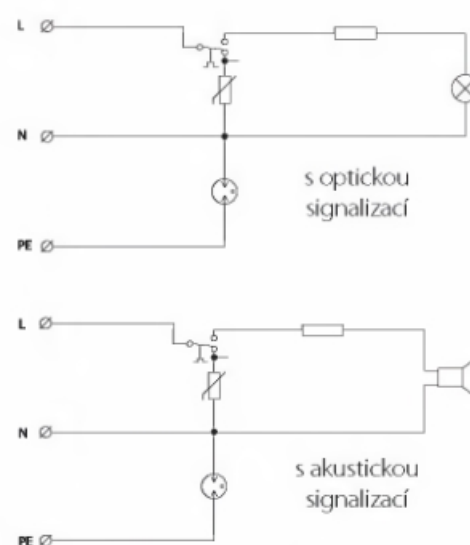 L
N
s optickou
signalizací
PE
L
N
s akustickou
signalizací
PE